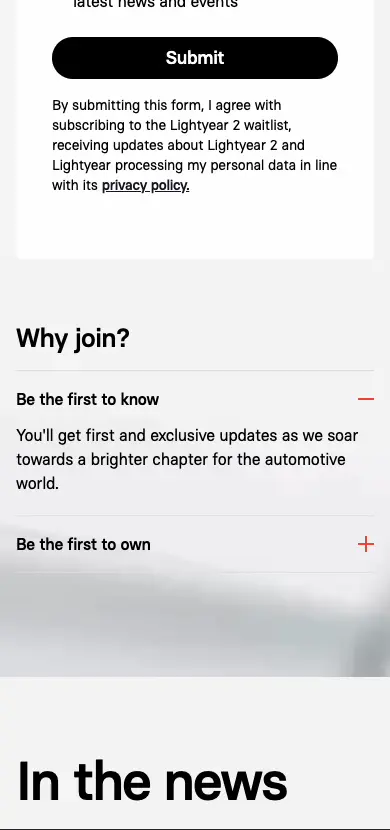 latest news and events
Submit
By submitting this form, I agree with
subscribing to the Lightyear 2 waitlist,
receiving updates about Lightyear 2 and
Lightyear processing my personal data in line
with its privacy policy.
Why join?
Be the first to know
You'll get first and exclusive updates as we soar
towards a brighter chapter for the automotive
world.
Be the first to own
In the news